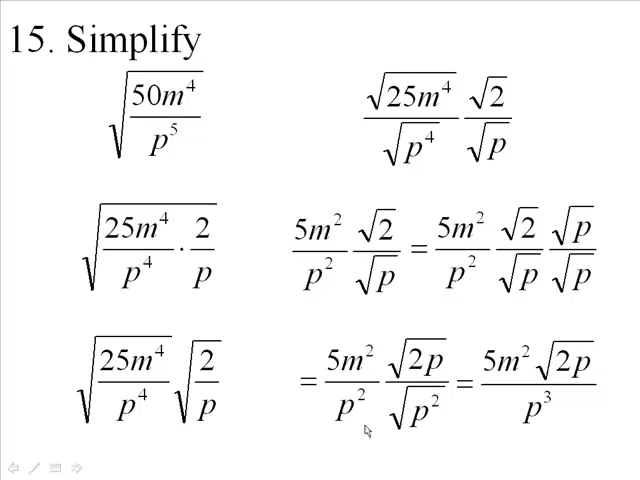 15. Simplify
√(50m⁴/p⁵)
√(25m⁴/p⁴ · 2/p)
√(25m⁴/p⁴) √(2/p)
√25m⁴/√p⁴ √2/√p
5m²/p² √2/√p = 5m²/p² √2/√p √p/√p
= 5m²/p² √2p/√p² = 5m²√2p/p³